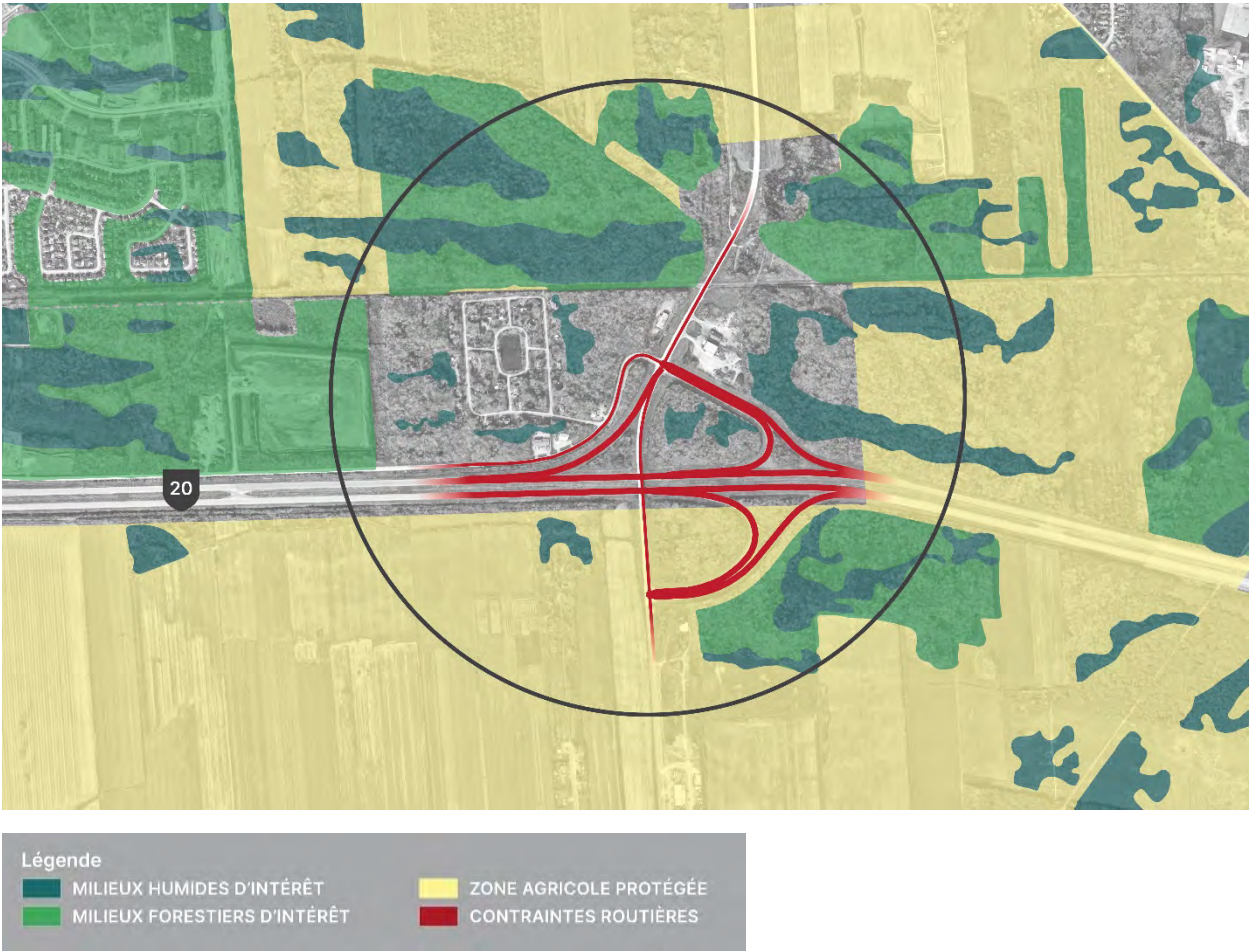 20
Légende
MILIEUX HUMIDES D'INTÉRÊT
MILIEUX FORESTIERS D'INTÉRÊT
ZONE AGRICOLE PROTÉGÉE
CONTRAINTES ROUTIÈRES